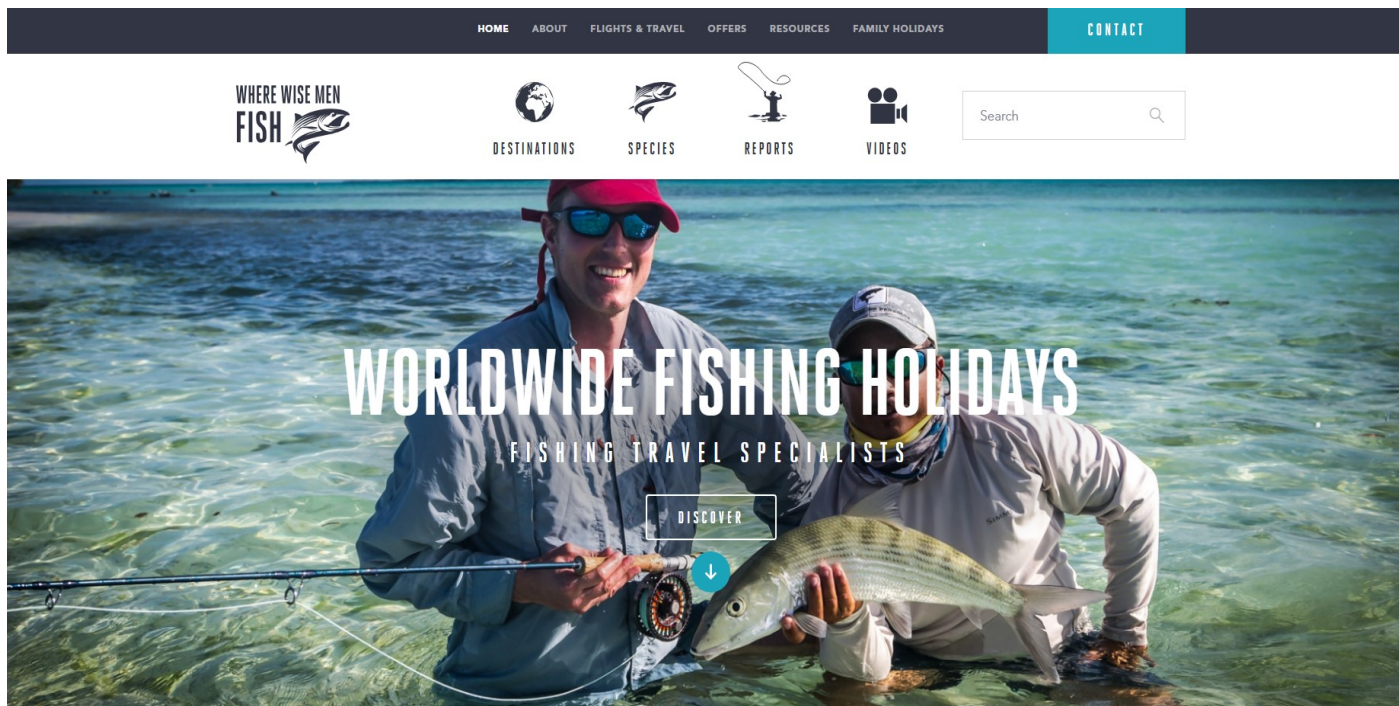 HOME ABOUT FLIGHTS & TRAVEL OFFERS RESOURCES FAMILY HOLIDAYS CONTACT
WHERE WISE MEN
FISH
DESTINATIONS SPECIES REPORTS VIDEOS
Search
WORLDWIDE FISHING HOLIDAYS
FISHING TRAVEL SPECIALISTS
DISCOVER